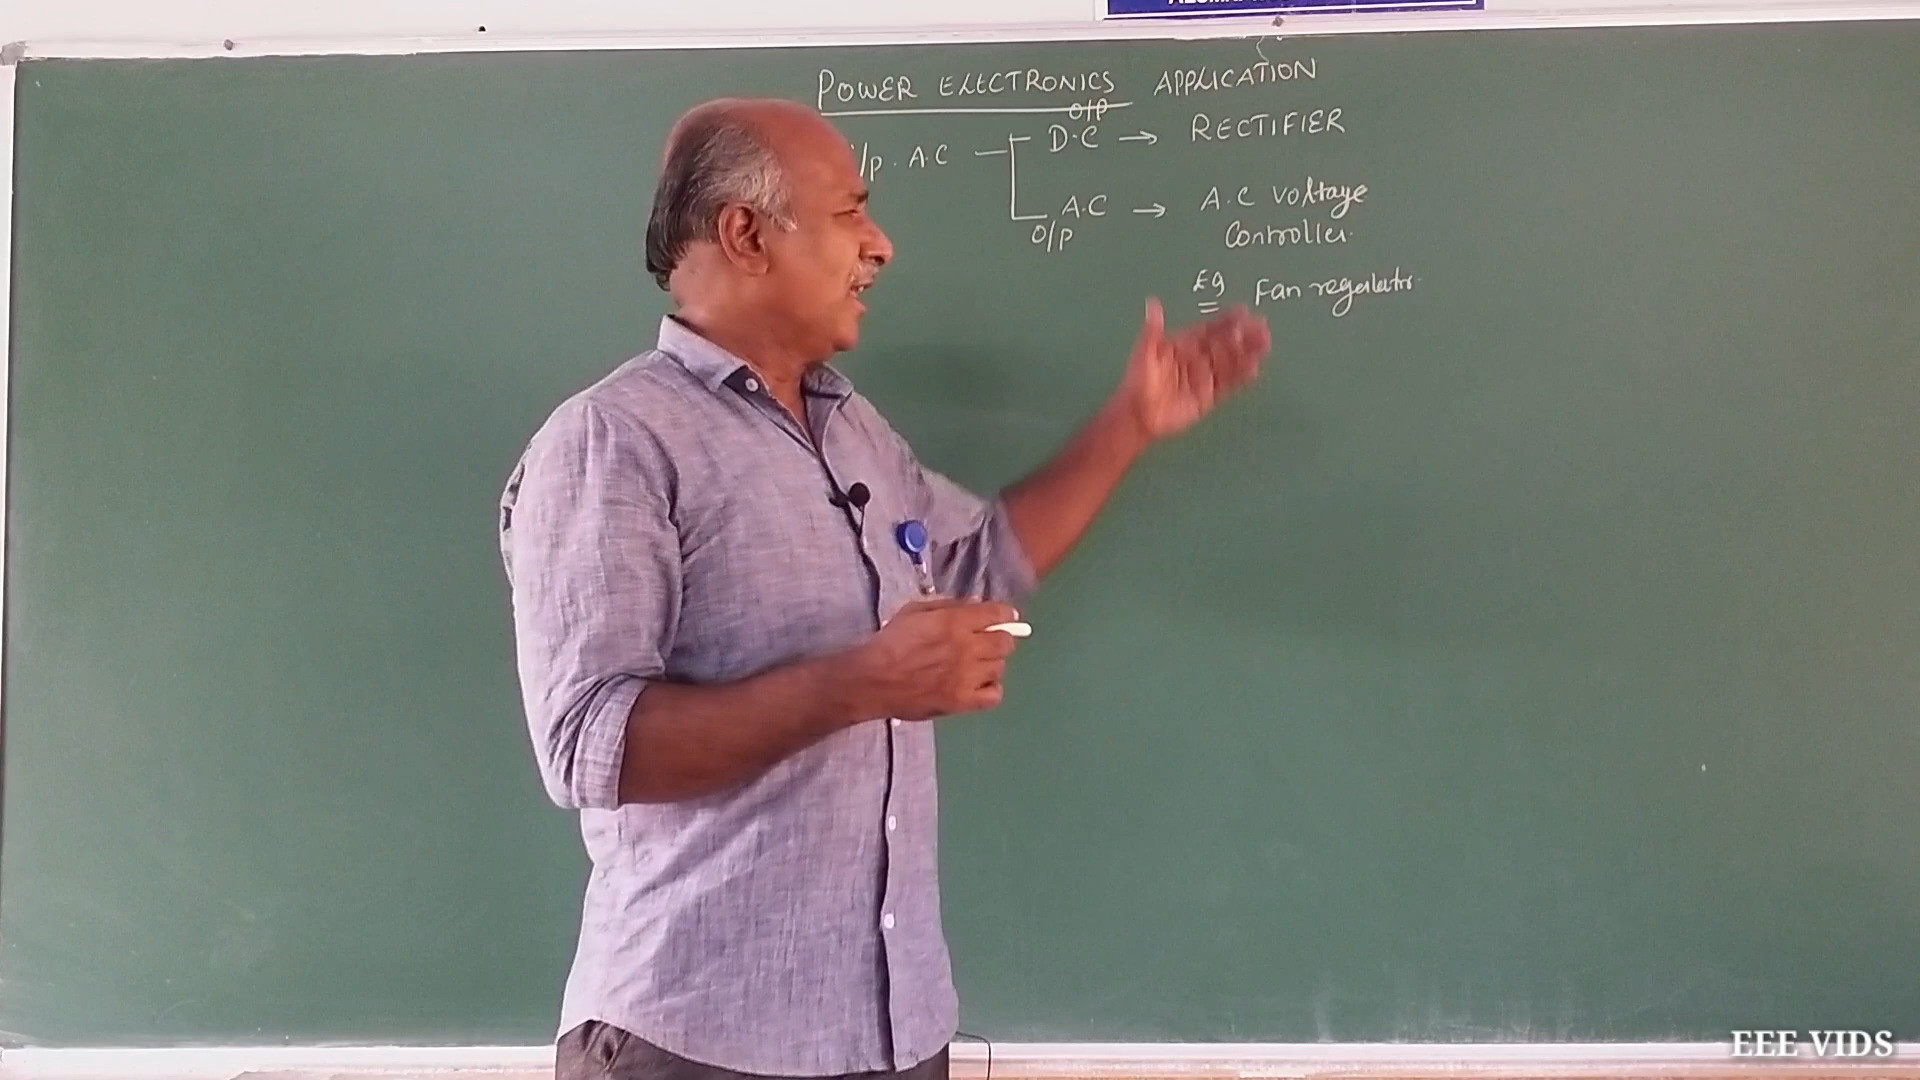 POWER ELECTRONICS APPLICATION
O/P
i/p. A.C D.C → RECTIFIER
A.C → A.C voltage
O/P Controller.
Eg Fan regulator
EEE VIDS